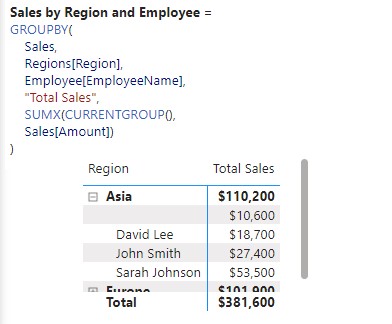 Sales by Region and Employee =
GROUPBY(
Sales,
Regions[Region],
Employee[EmployeeName],
"Total Sales",
SUMX(CURRENTGROUP(),
Sales[Amount])
)
Region Total Sales
Asia $110,200
$10,600
David Lee $18,700
John Smith $27,400
Sarah Johnson $53,500
Europe $101,900
Total $381,600